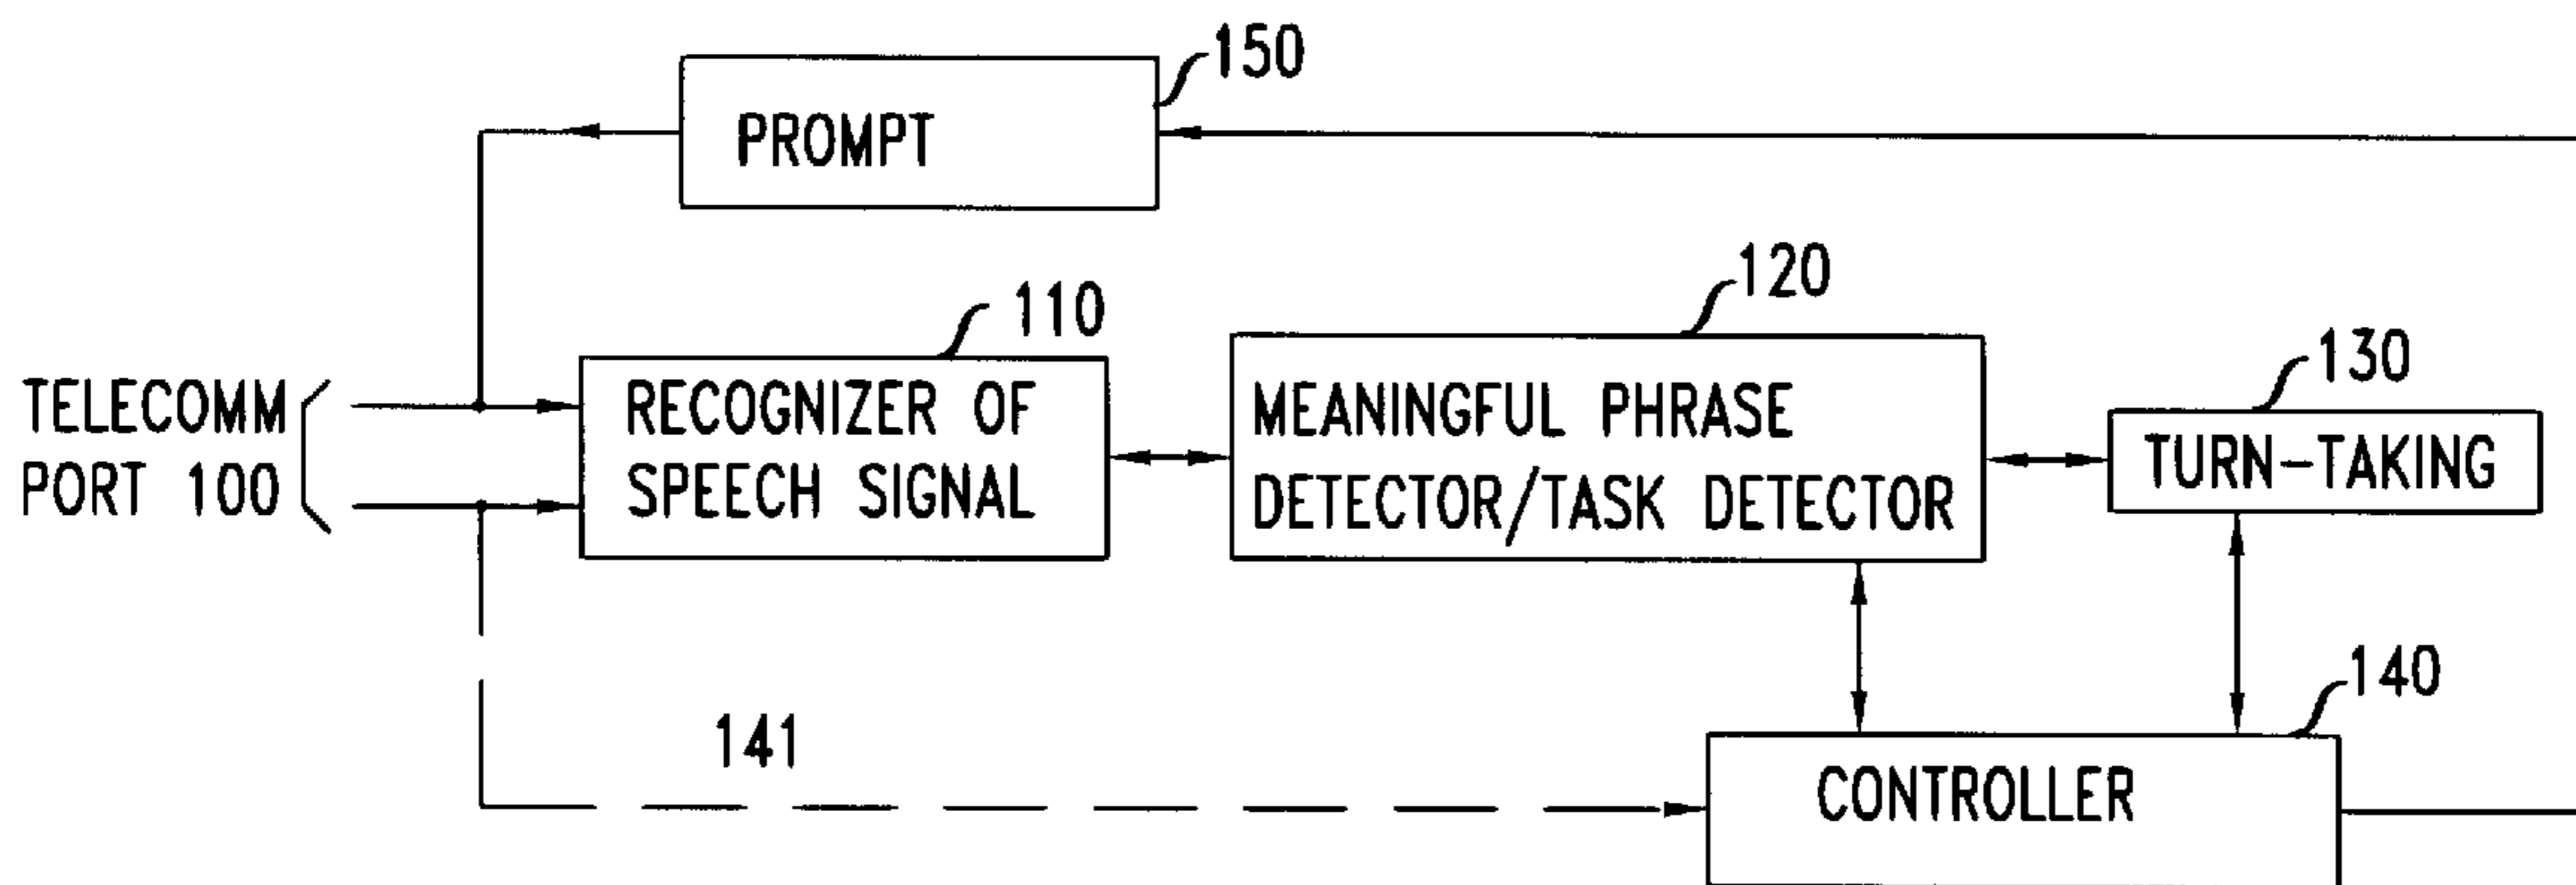 150
PROMPT
120
110
130
TELECOMM
PORT 100
RECOGNIZER OF
SPEECH SIGNAL
MEANINGFUL PHRASE
DETECTOR/TASK DETECTOR
TURN-TAKING
140
141
CONTROLLER